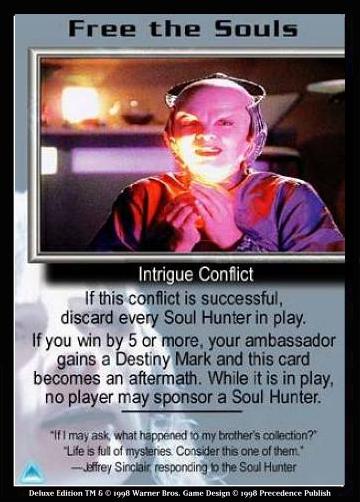 Free the Souls
Intrigue Conflict
If this conflict is successful,
discard every Soul Hunter in play.
If you win by 5 or more, your ambassador
gains a Destiny Mark and this card
becomes an aftermath. While it is in play,
no player may sponsor a Soul Hunter.
“If I may ask, what happened to my brother’s collection?”
“Life is full of mysteries. Consider this one of them.”
—Jeffrey Sinclair, responding to the Soul Hunter
Deluxe Edition TM & © 1998 Warner Bros. Game Design © 1998 Precedence Publish